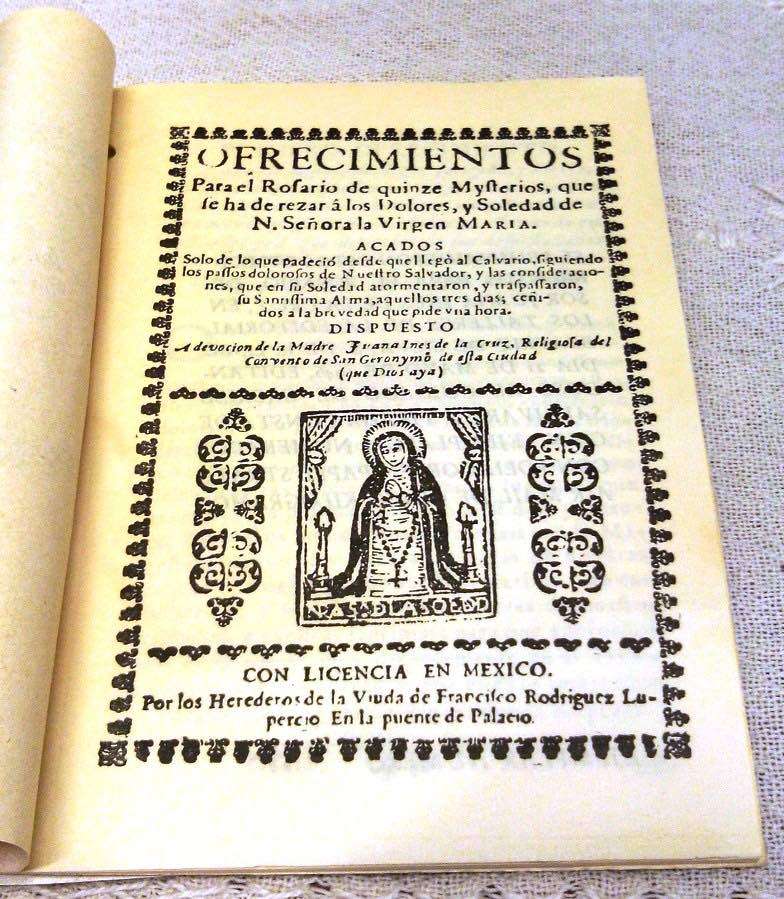 OFRECIMIENTOS
Para el Roſario de quinze Myſterios, que
ſe ha de rezar â los Dolores, y Soledad de
N. Señora la Virgen MARIA.
ACADOS
Solo de lo que padeciò deſde que llegò al Calvario, ſiguiendo
los paſſos doloroſos de Nueſtro Salvador, y las conſideracio-
nes, que en ſu Soledad atormentaron, y traſpaſſaron,
ſu Santiſſima Alma, aquellos tres dias; ceñi-
dos a la brevedad que pide vna hora.
DISPUESTO
A devocion de la Madre Juana Ines de la Cruz, Religioſa del
Convento de San Geronymo de eſta Ciudad
(que Dios aya)
NA SA D LA SOEDD
CON LICENCIA EN MEXICO.
Por los Herederos de la Viuda de Franciſco Rodriguez Lu-
percio En la puente de Palacio.